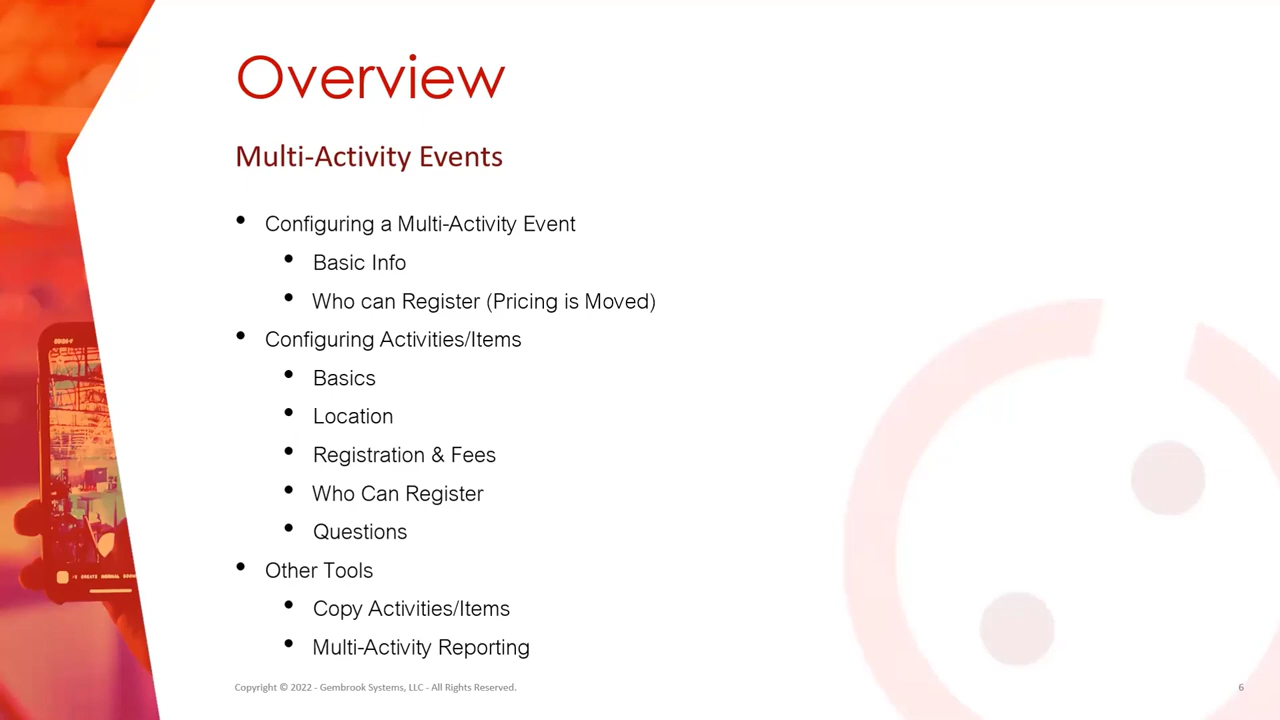 Overview
Multi-Activity Events
• Configuring a Multi-Activity Event
• Basic Info
• Who can Register (Pricing is Moved)
• Configuring Activities/Items
• Basics
• Location
• Registration & Fees
• Who Can Register
• Questions
• Other Tools
• Copy Activities/Items
• Multi-Activity Reporting
Copyright © 2022 - Gembrook Systems, LLC - All Rights Reserved.
6